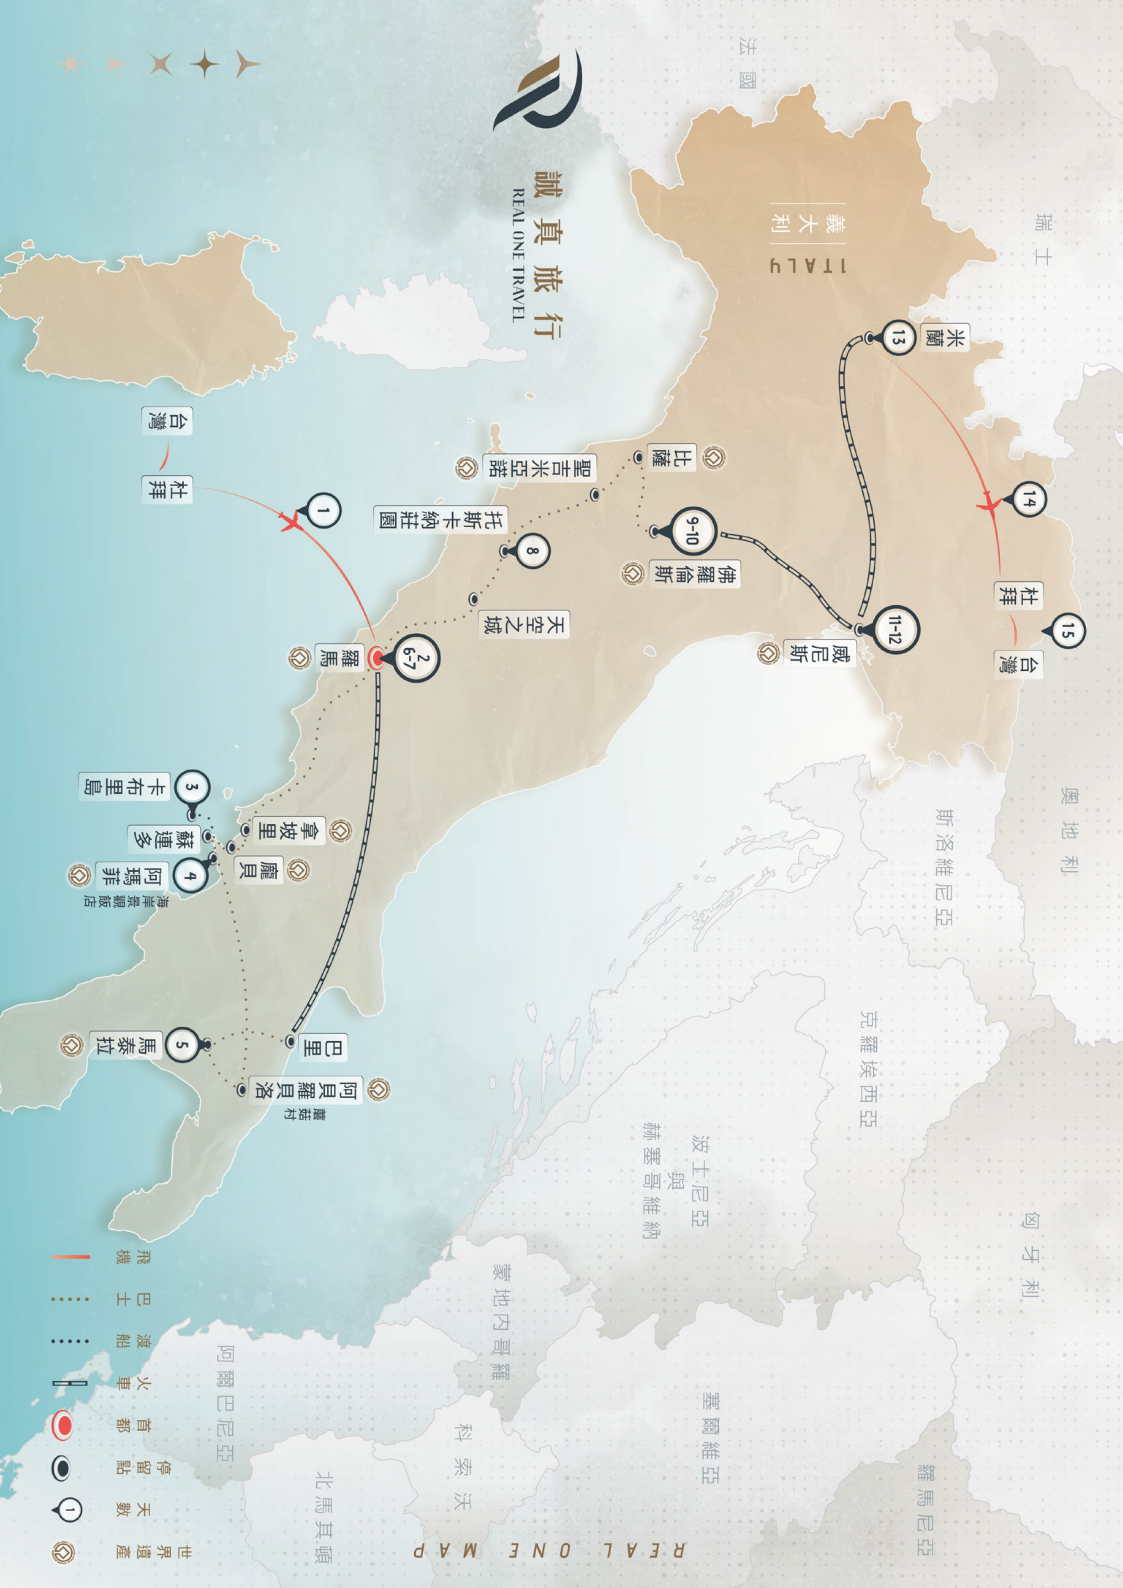 法國
瑞士
奧地利
匈牙利
斯洛維尼亞
克羅埃西亞
波士尼亞
與
赫塞哥維納
塞爾維亞
羅馬尼亞
蒙地內哥羅
科索沃
阿爾巴尼亞
北馬其頓
義大利
ITALY
誠真旅行
REAL ONE TRAVEL
米蘭
13
14
15
杜拜
台灣
11-12
威尼斯
比薩
9-10
佛羅倫斯
聖吉米亞諾
托斯卡納莊園
8
天空之城
台灣
杜拜
1
2
6-7
羅馬
3
卡布里島
拿坡里
龐貝
蘇連多
4
阿瑪菲
海岸景觀飯店
巴里
5
馬泰拉
阿貝羅貝洛
蘑菇村
飛機
巴士
渡船
火車
首都
停留點
1
天數
世界遺產
REAL ONE MAP